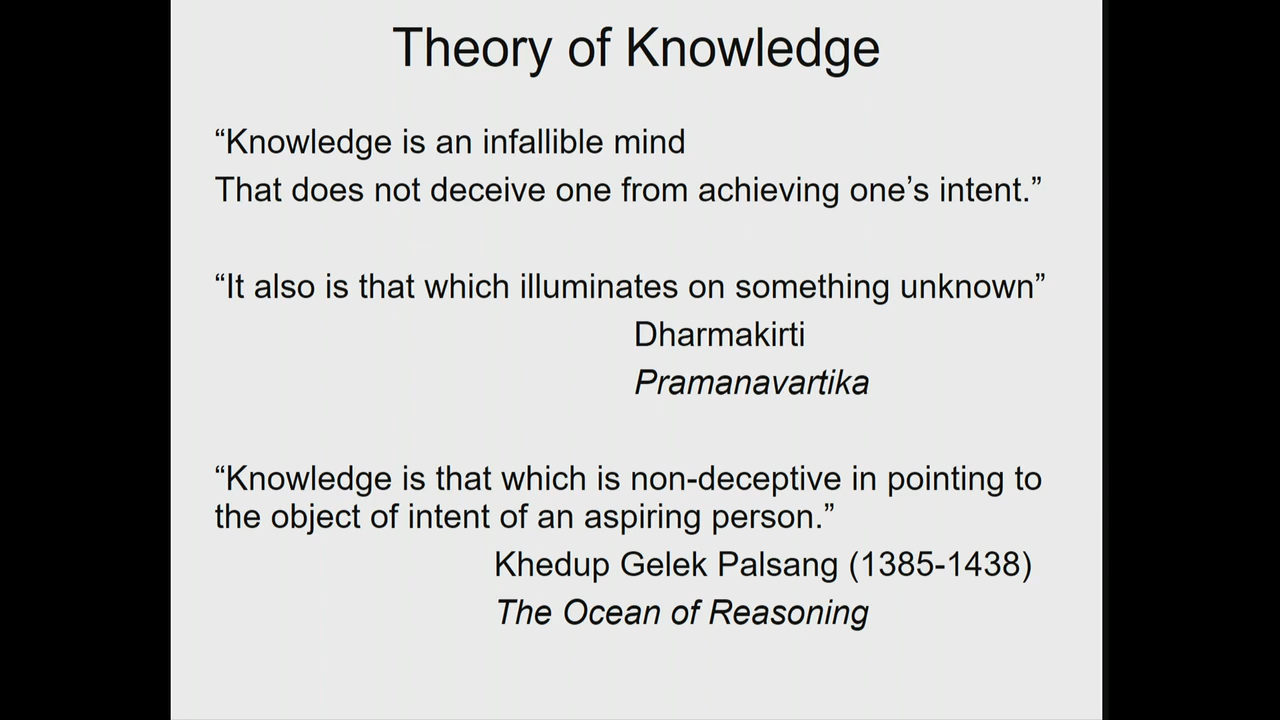 Theory of Knowledge
“Knowledge is an infallible mind
That does not deceive one from achieving one’s intent.”
“It also is that which illuminates on something unknown”
Dharmakirti
Pramanavartika
“Knowledge is that which is non-deceptive in pointing to
the object of intent of an aspiring person.”
Khedup Gelek Palsang (1385-1438)
The Ocean of Reasoning